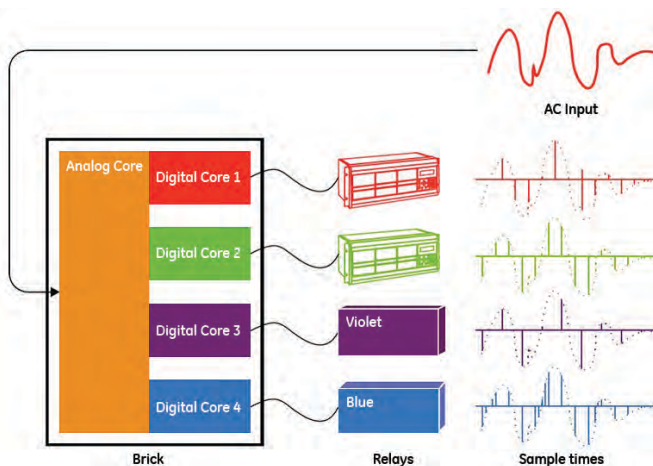 AC Input
Analog Core
Digital Core 1
Digital Core 2
Digital Core 3
Violet
Digital Core 4
Blue
Brick
Relays
Sample times